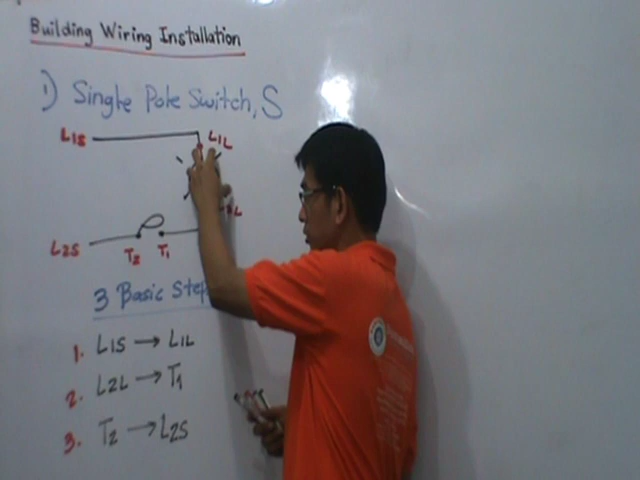 Building Wiring Installation
1) Single Pole Switch, S
L1S L1L
L
L2S T2 T1
3 Basic Step
1. L1S → L1L
2. L2L → T1
3. T2 → L2S